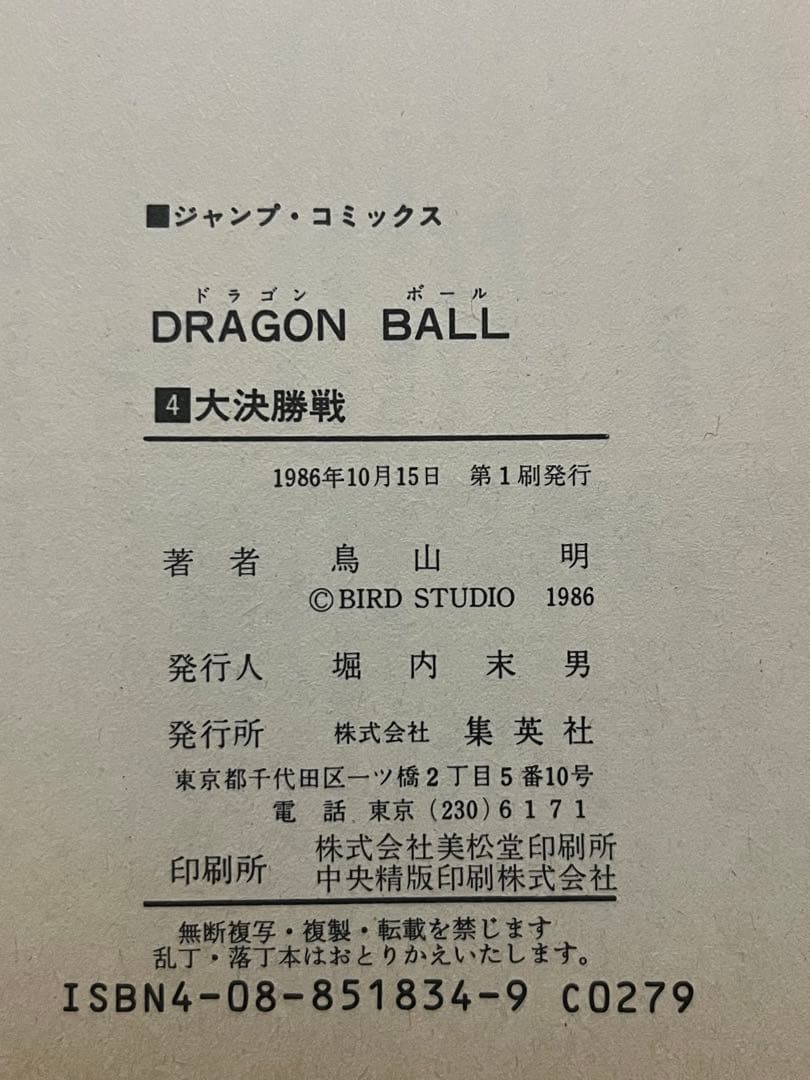 ■ジャンプ・コミックス
ドラゴン ボール
DRAGON BALL
4大決勝戦
1986年10月15日 第1刷発行
著者 鳥山 明
©BIRD STUDIO 1986
発行人 堀内末男
発行所 株式会社 集英社
東京都千代田区一ツ橋2丁目5番10号
電話 東京(230)6171
印刷所 株式会社美松堂印刷所
中央精版印刷株式会社
無断複写・複製・転載を禁じます
乱丁・落丁本はおとりかえいたします。
ISBN4-08-851834-9 C0279